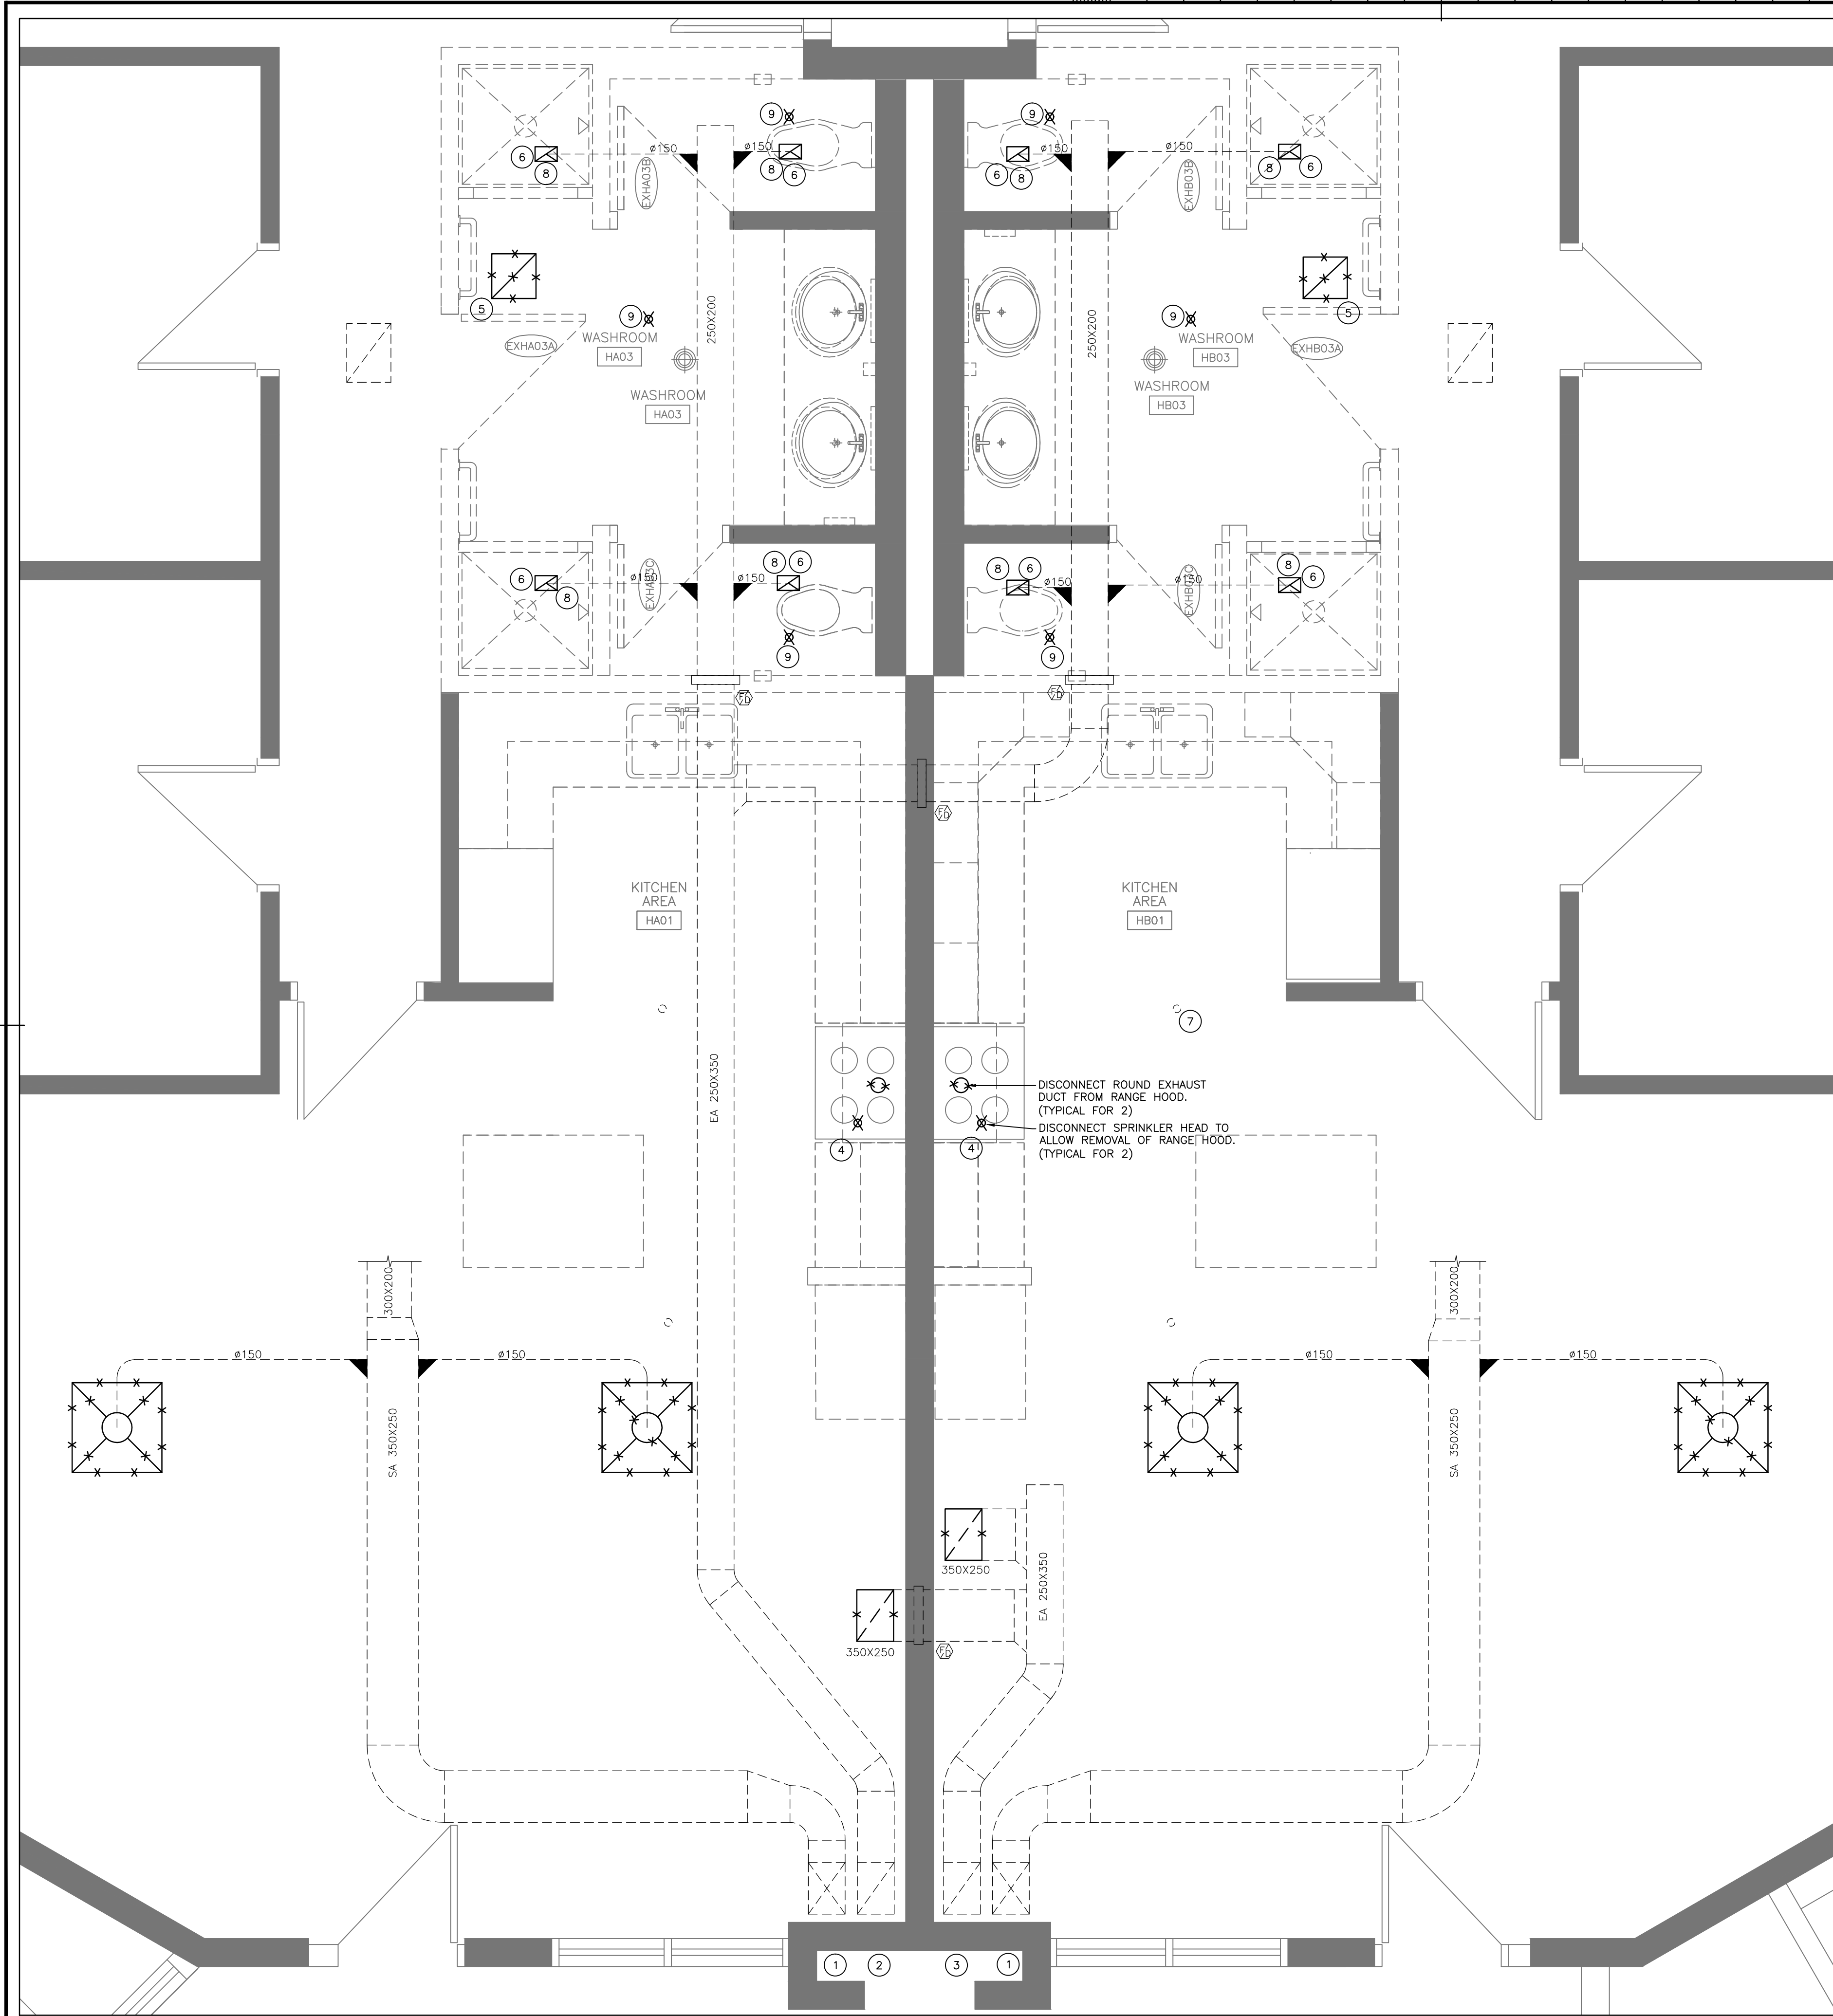 9
9
6
8
ø150
ø150
8
6
6
8
ø150
ø150
8
6
EXHA03B
EXHB03B
5
9
WASHROOM
HA03
EXHA03A
250X200
WASHROOM
HA03
250X200
9
WASHROOM
HB03
EXHB03A
5
WASHROOM
HB03
6
8
ø150
EXHA03C
ø150
8
6
8
6
ø150
ø150
EXHB03C
8
6
9
9
F/D
F/D
F/D
KITCHEN
AREA
HA01
KITCHEN
AREA
HB01
7
EA 250X350
DISCONNECT ROUND EXHAUST
DUCT FROM RANGE HOOD.
(TYPICAL FOR 2)
DISCONNECT SPRINKLER HEAD TO
ALLOW REMOVAL OF RANGE HOOD.
(TYPICAL FOR 2)
4
4
300X200
300X200
ø150
ø150
ø150
ø150
SA 350X250
SA 350X250
350X250
EA 250X350
350X250
F/D
1
2
3
1